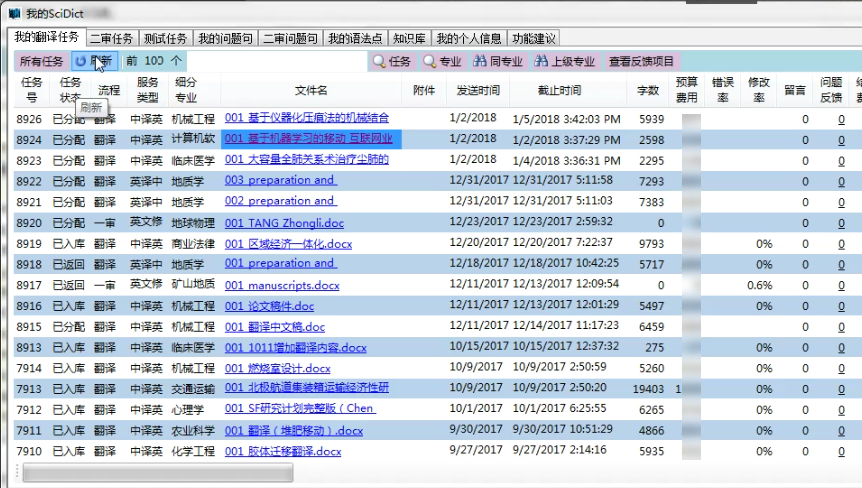 我的SciDict
我的翻译任务 二审任务 测试任务 我的问题句 二审问题句 我的语法点 知识库 我的个人信息 功能建议
所有任务 刷新 前 100 个 任务 专业 同专业 上级专业 查看反馈项目
任务号 任务状态 流程 服务类型 细分专业 文件名 附件 发送时间 截止时间 字数 预算费用 错误率 修改率 留言 问题反馈
刷新
8926 已分配 翻译 中译英 机械工程 001 基于仪器化压痕法的机械结合 1/2/2018 1/5/2018 3:42:03 PM 5939 0 0
8924 已分配 翻译 中译英 计算机软 001 基于机器学习的移动 互联网业 1/2/2018 1/2/2018 3:37:29 PM 2598 0 0
8923 已分配 翻译 中译英 临床医学 001 大容量全肺关系术治疗尘肺的 1/2/2018 1/4/2018 3:36:31 PM 2295 0 0
8922 已分配 翻译 英译中 地质学 003 preparation and 12/31/2017 12/31/2017 5:11:58 7293 0 0
8921 已分配 翻译 英译中 地质学 002 preparation and 12/31/2017 12/31/2017 5:11:03 7383 0 0
8920 已分配 一审 英文修 地球物理 001 TANG Zhongli.doc 12/23/2017 12/23/2017 2:59:32 0 0 0
8919 已入库 翻译 中译英 商业法律 001 区域经济一体化.docx 12/20/2017 12/20/2017 7:22:37 9793 0% 0 0
8918 已返回 翻译 英译中 地质学 001 preparation and 12/18/2017 12/18/2017 10:42:25 5717 0% 0 0
8917 已返回 一审 英文修 矿山地质 001 manuscripts.docx 12/11/2017 12/13/2017 12:09:54 0 0.6% 0 0
8916 已入库 翻译 中译英 机械工程 001 论文稿件.doc 12/11/2017 12/13/2017 12:01:29 5497 0% 0 0
8915 已分配 翻译 中译英 机械工程 001 翻译中文稿.doc 12/11/2017 12/14/2017 11:17:23 6459 0 0
8913 已入库 翻译 中译英 临床医学 001 1011增加翻译内容.docx 10/15/2017 10/15/2017 12:37:32 275 0% 0 0
7914 已入库 翻译 中译英 机械工程 001 燃烧室设计.docx 10/9/2017 10/9/2017 2:50:59 5260 0% 0 0
7913 已入库 翻译 中译英 交通运输 001 北极航道集装箱运输经济性研 10/9/2017 10/9/2017 2:50:20 19403 1 0% 0 0
7912 已入库 翻译 中译英 心理学 001 SF研究计划完整版（Chen 10/1/2017 10/1/2017 6:25:55 6265 0% 0 0
7911 已入库 翻译 中译英 农业科学 001 翻译（堆肥移动）.docx 9/30/2017 9/30/2017 10:51:29 4866 0% 0 0
7910 已入库 翻译 中译英 化学工程 001 胶体迁移翻译.docx 9/27/2017 9/27/2017 2:14:16 5935 0% 0 0